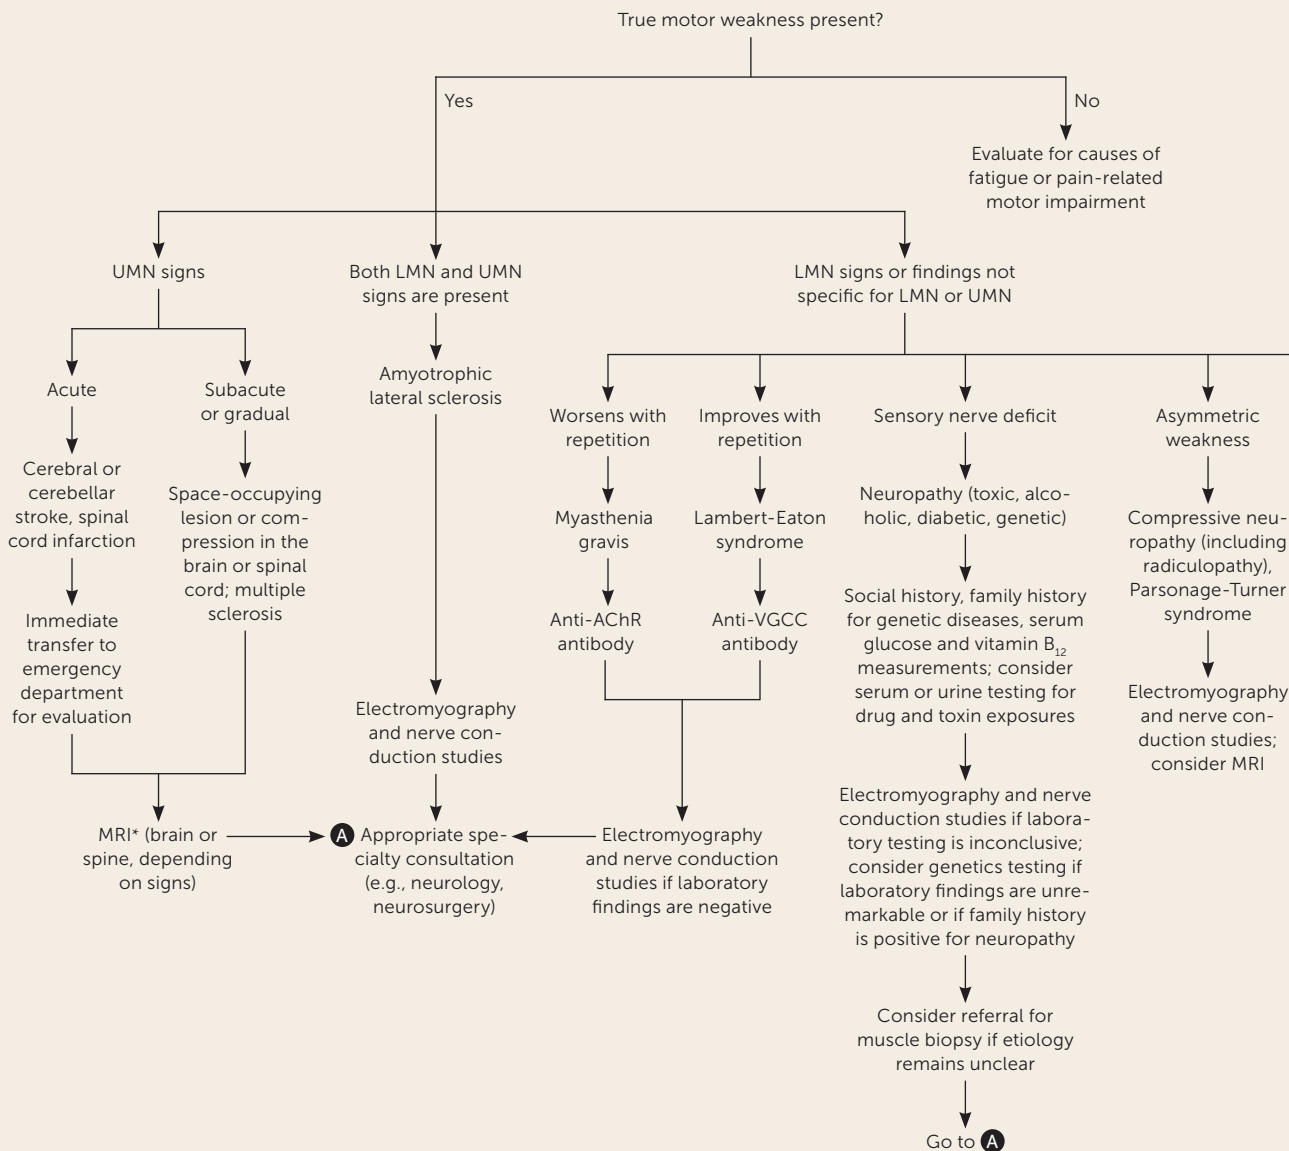 True motor weakness present?
Yes
No
Evaluate for causes of
fatigue or pain-related
motor impairment
UMN signs
Both LMN and UMN
signs are present
LMN signs or findings not
specific for LMN or UMN
Acute
Subacute
or gradual
Amyotrophic
lateral sclerosis
Worsens with
repetition
Improves with
repetition
Sensory nerve deficit
Asymmetric
weakness
Cerebral or
cerebellar
stroke, spinal
cord infarction
Space-occupying
lesion or com-
pression in the
brain or spinal
cord; multiple
sclerosis
Myasthenia
gravis
Lambert-Eaton
syndrome
Neuropathy (toxic, alco-
holic, diabetic, genetic)
Compressive neu-
ropathy (including
radiculopathy),
Parsonage-Turner
syndrome
Immediate
transfer to
emergency
department
for evaluation
Anti-AChR
antibody
Anti-VGCC
antibody
Social history, family history
for genetic diseases, serum
glucose and vitamin B12
measurements; consider
serum or urine testing for
drug and toxin exposures
Electromyography
and nerve con-
duction studies;
consider MRI
Electromyography
and nerve con-
duction studies
MRI* (brain or
spine, depending
on signs)
A Appropriate spe-
cialty consultation
(e.g., neurology,
neurosurgery)
Electromyography
and nerve conduction
studies if laboratory
findings are negative
Electromyography and nerve
conduction studies if labora-
tory testing is inconclusive;
consider genetics testing if
laboratory findings are unre-
markable or if family history
is positive for neuropathy
Consider referral for
muscle biopsy if etiology
remains unclear
Go to A